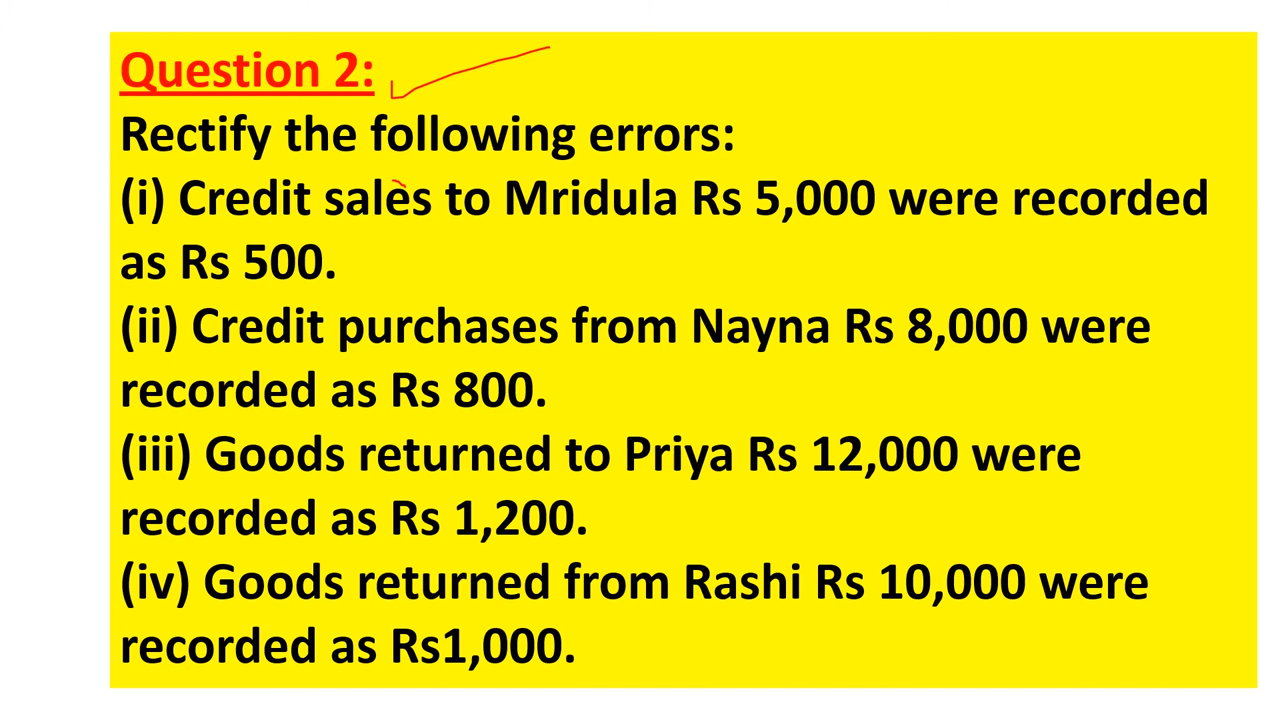 Question 2:
Rectify the following errors:
(i) Credit sales to Mridula Rs 5,000 were recorded
as Rs 500.
(ii) Credit purchases from Nayna Rs 8,000 were
recorded as Rs 800.
(iii) Goods returned to Priya Rs 12,000 were
recorded as Rs 1,200.
(iv) Goods returned from Rashi Rs 10,000 were
recorded as Rs1,000.